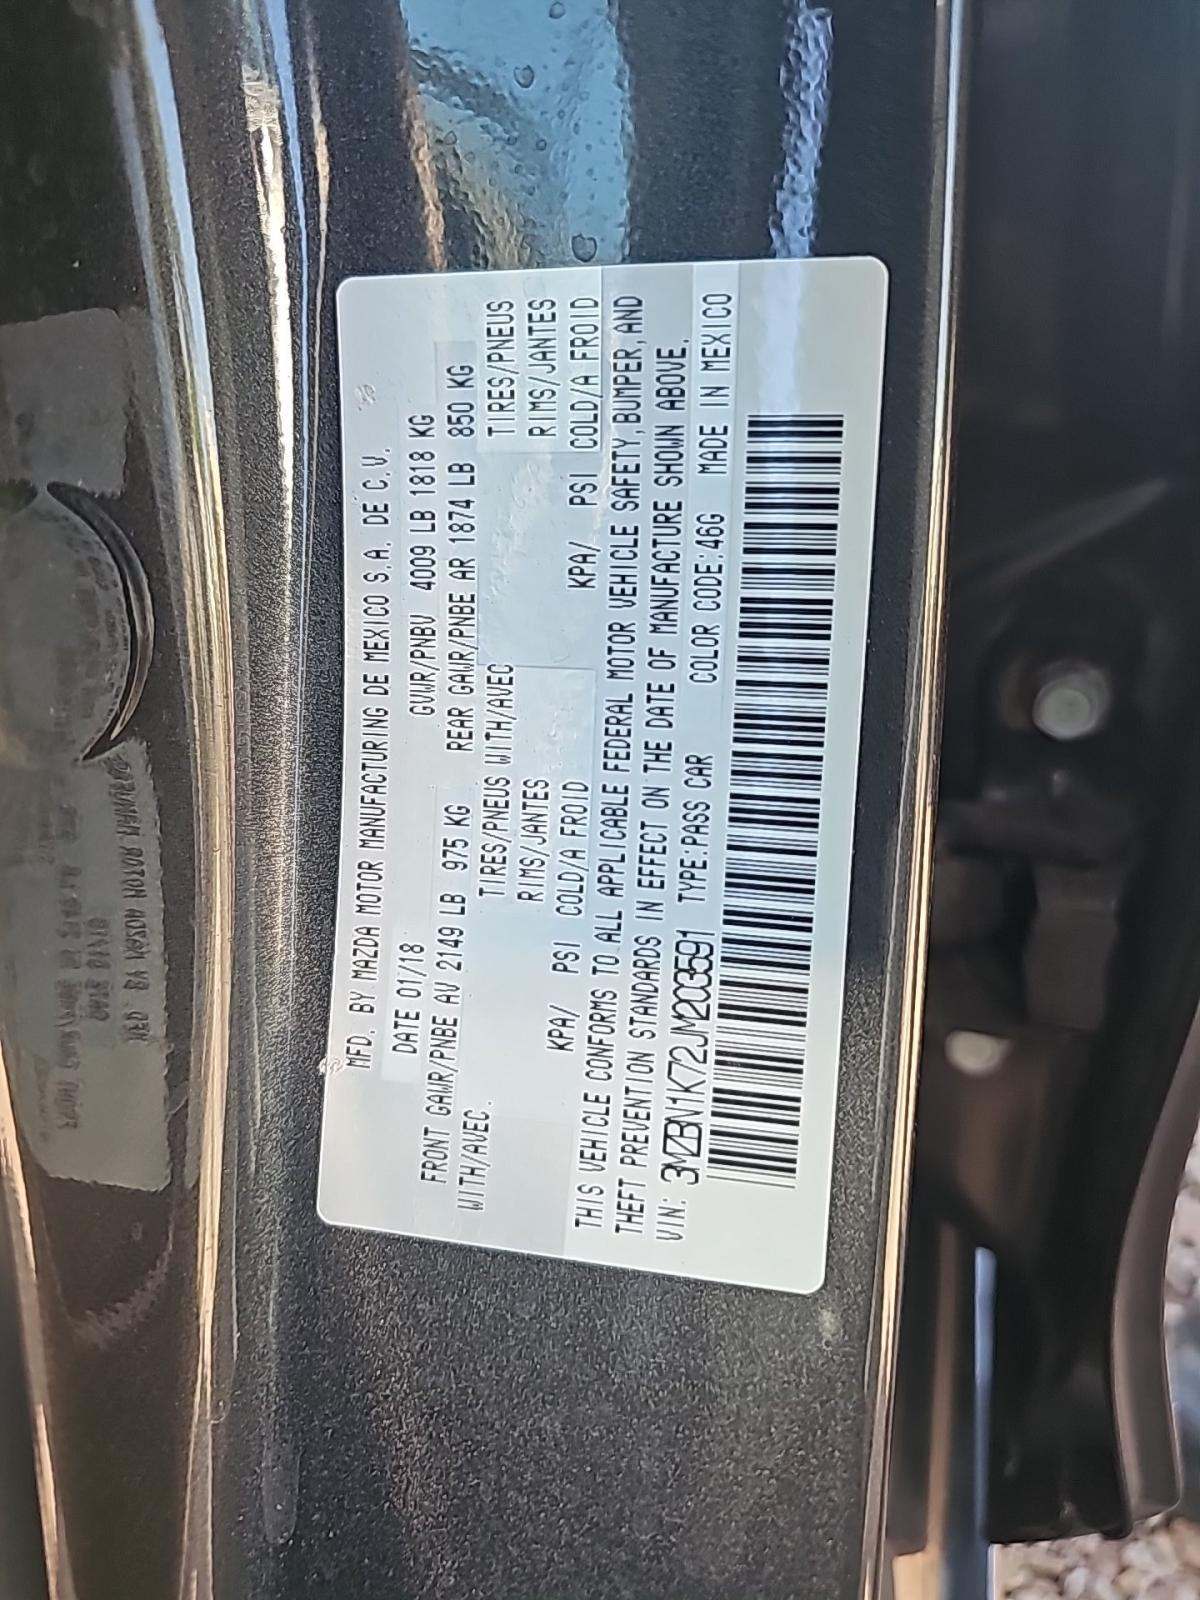 MFD. BY MAZDA MOTOR MANUFACTURING DE MEXICO S.A. DE C.V.
DATE 01/18 GVWR/PNBV 4009 LB 1818 KG
FRONT GAWR/PNBE AV 2149 LB 975 KG REAR GAWR/PNBE AR 1874 LB 850 KG
WITH/AVEC TIRES/PNEUS WITH/AVEC TIRES/PNEUS
RIMS/JANTES RIMS/JANTES
KPA/ PSI COLD/A FROID KPA/ PSI COLD/A FROID
THIS VEHICLE CONFORMS TO ALL APPLICABLE FEDERAL MOTOR VEHICLE SAFETY, BUMPER, AND
THEFT PREVENTION STANDARDS IN EFFECT ON THE DATE OF MANUFACTURE SHOWN ABOVE.
VIN: 3MZBN1K72JM203591 TYPE:PASS CAR COLOR CODE:46G MADE IN MEXICO